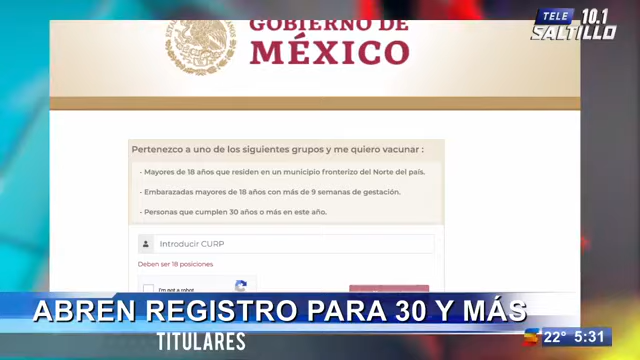 TELE 10.1
SALTILLO
GOBIERNO DE
MÉXICO
Pertenezco a uno de los siguientes grupos y me quiero vacunar :
- Mayores de 18 años que residen en un municipio fronterizo del Norte del país.
- Embarazadas mayores de 18 años con más de 9 semanas de gestación.
- Personas que cumplen 30 años o más en este año.
Introducir CURP
Deben ser 18 posiciones
I'm not a robot
ABREN REGISTRO PARA 30 Y MÁS
TITULARES
22° 5:31